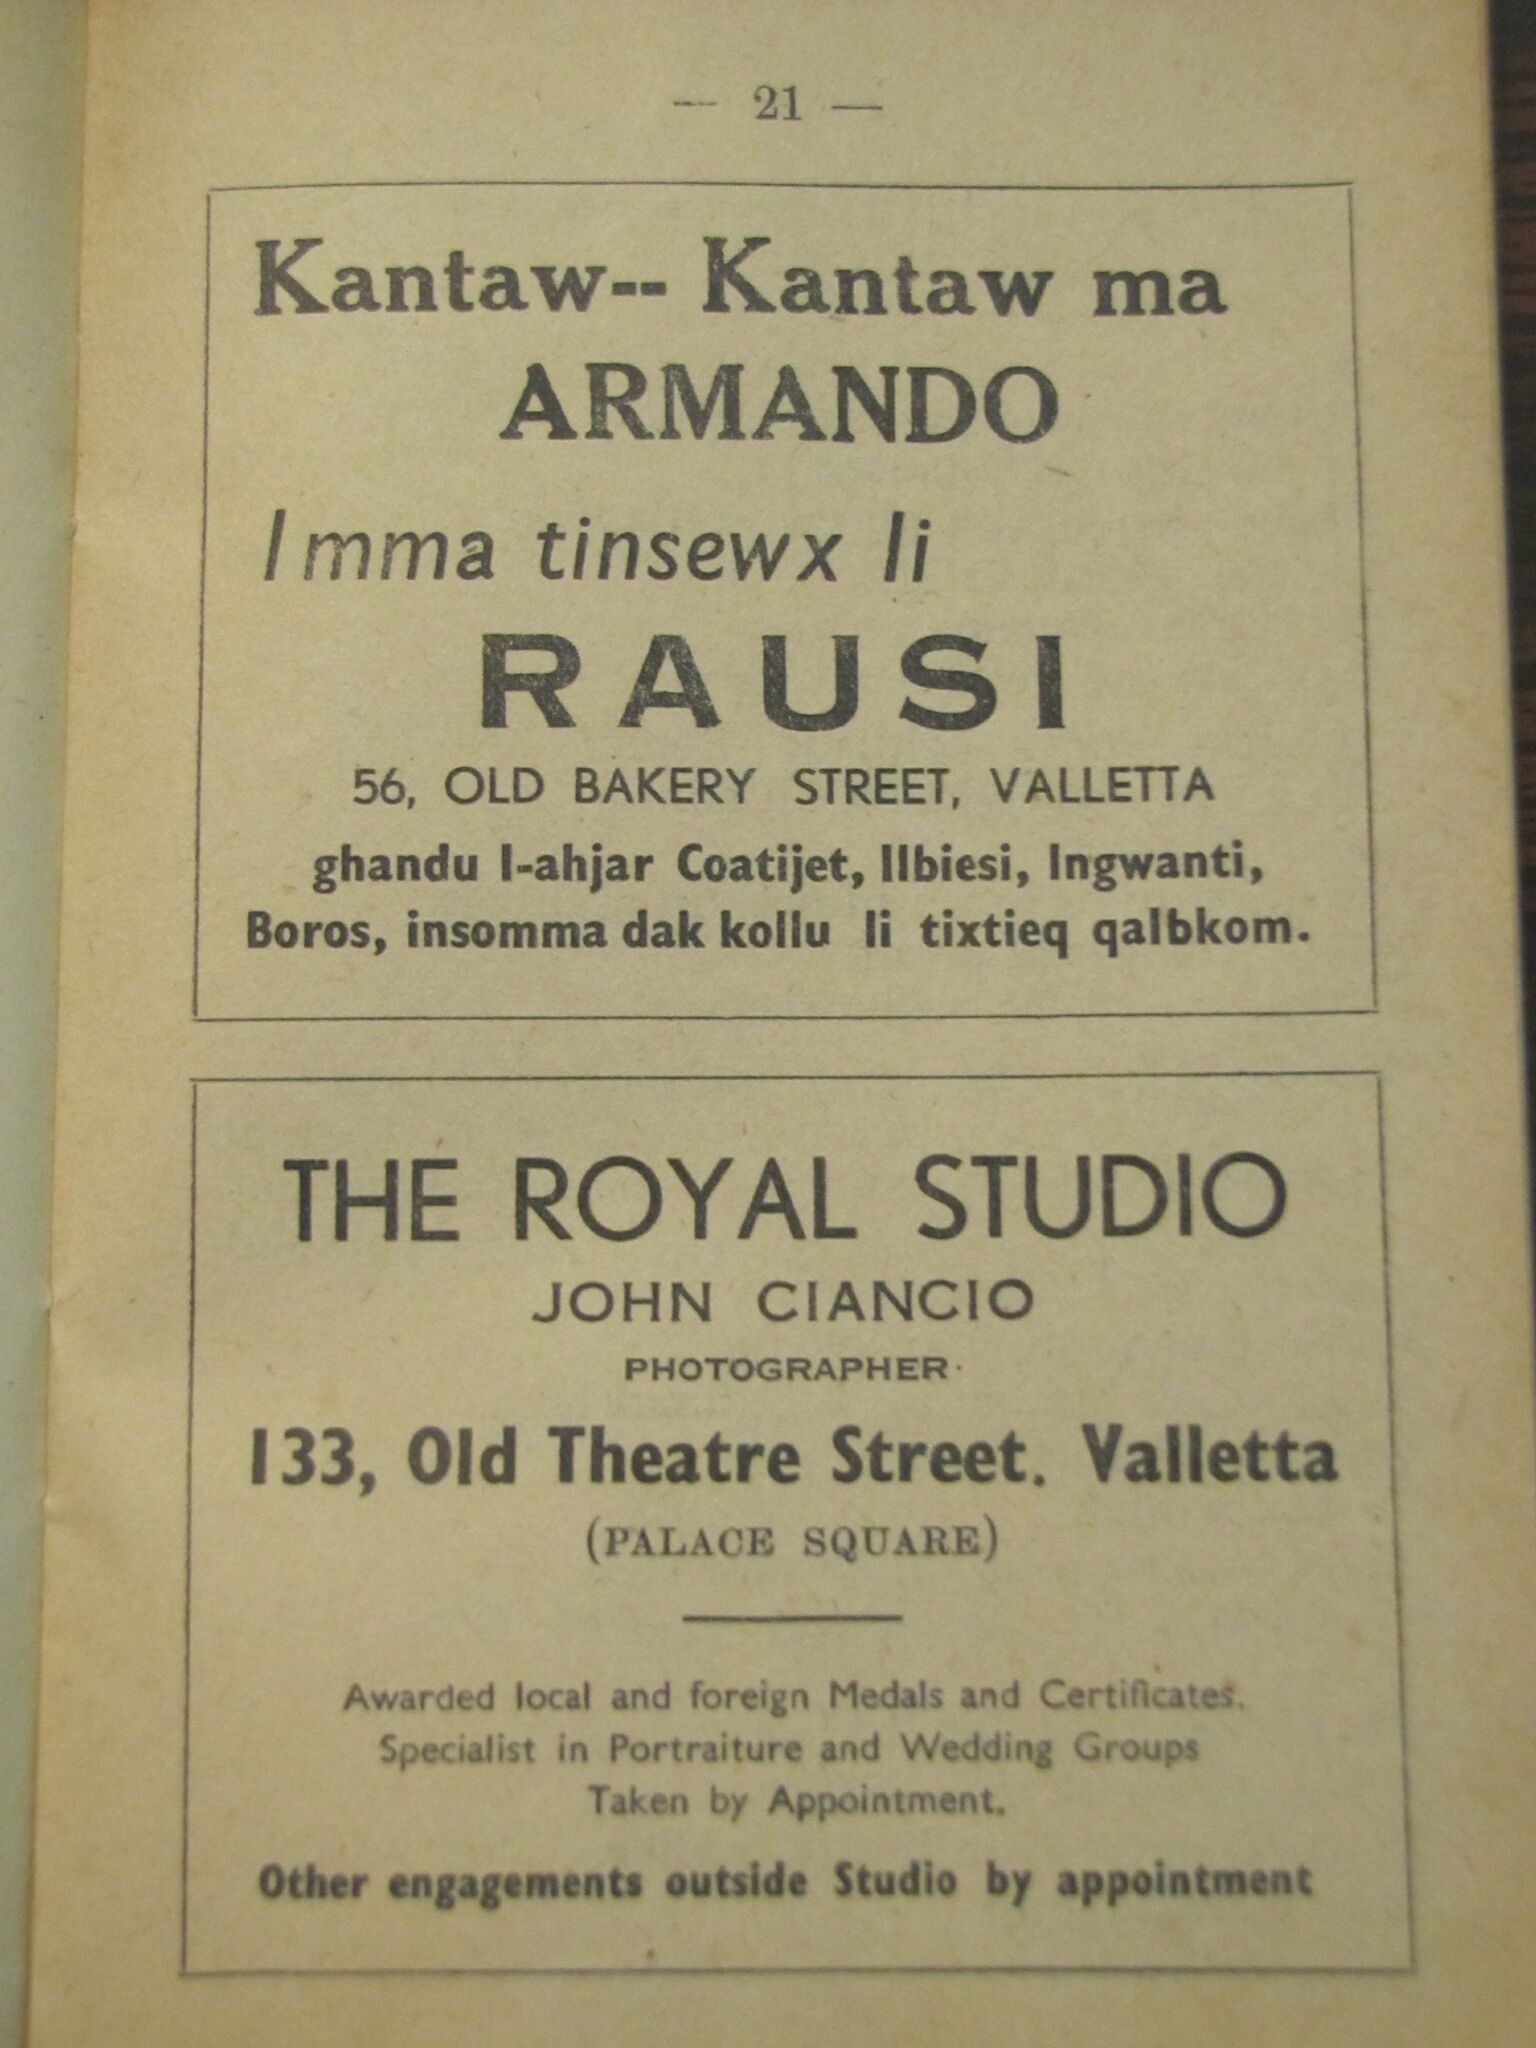 — 21 —
Kantaw-- Kantaw ma
ARMANDO
Imma tinsewx li
RAUSI
56, OLD BAKERY STREET, VALLETTA
ghandu l-ahjar Coatijet, Ilbiesi, Ingwanti,
Boros, insomma dak kollu li tixtieq qalbkom.
THE ROYAL STUDIO
JOHN CIANCIO
PHOTOGRAPHER·
133, Old Theatre Street. Valletta
(PALACE SQUARE)
Awarded local and foreign Medals and Certificates.
Specialist in Portraiture and Wedding Groups
Taken by Appointment.
Other engagements outside Studio by appointment